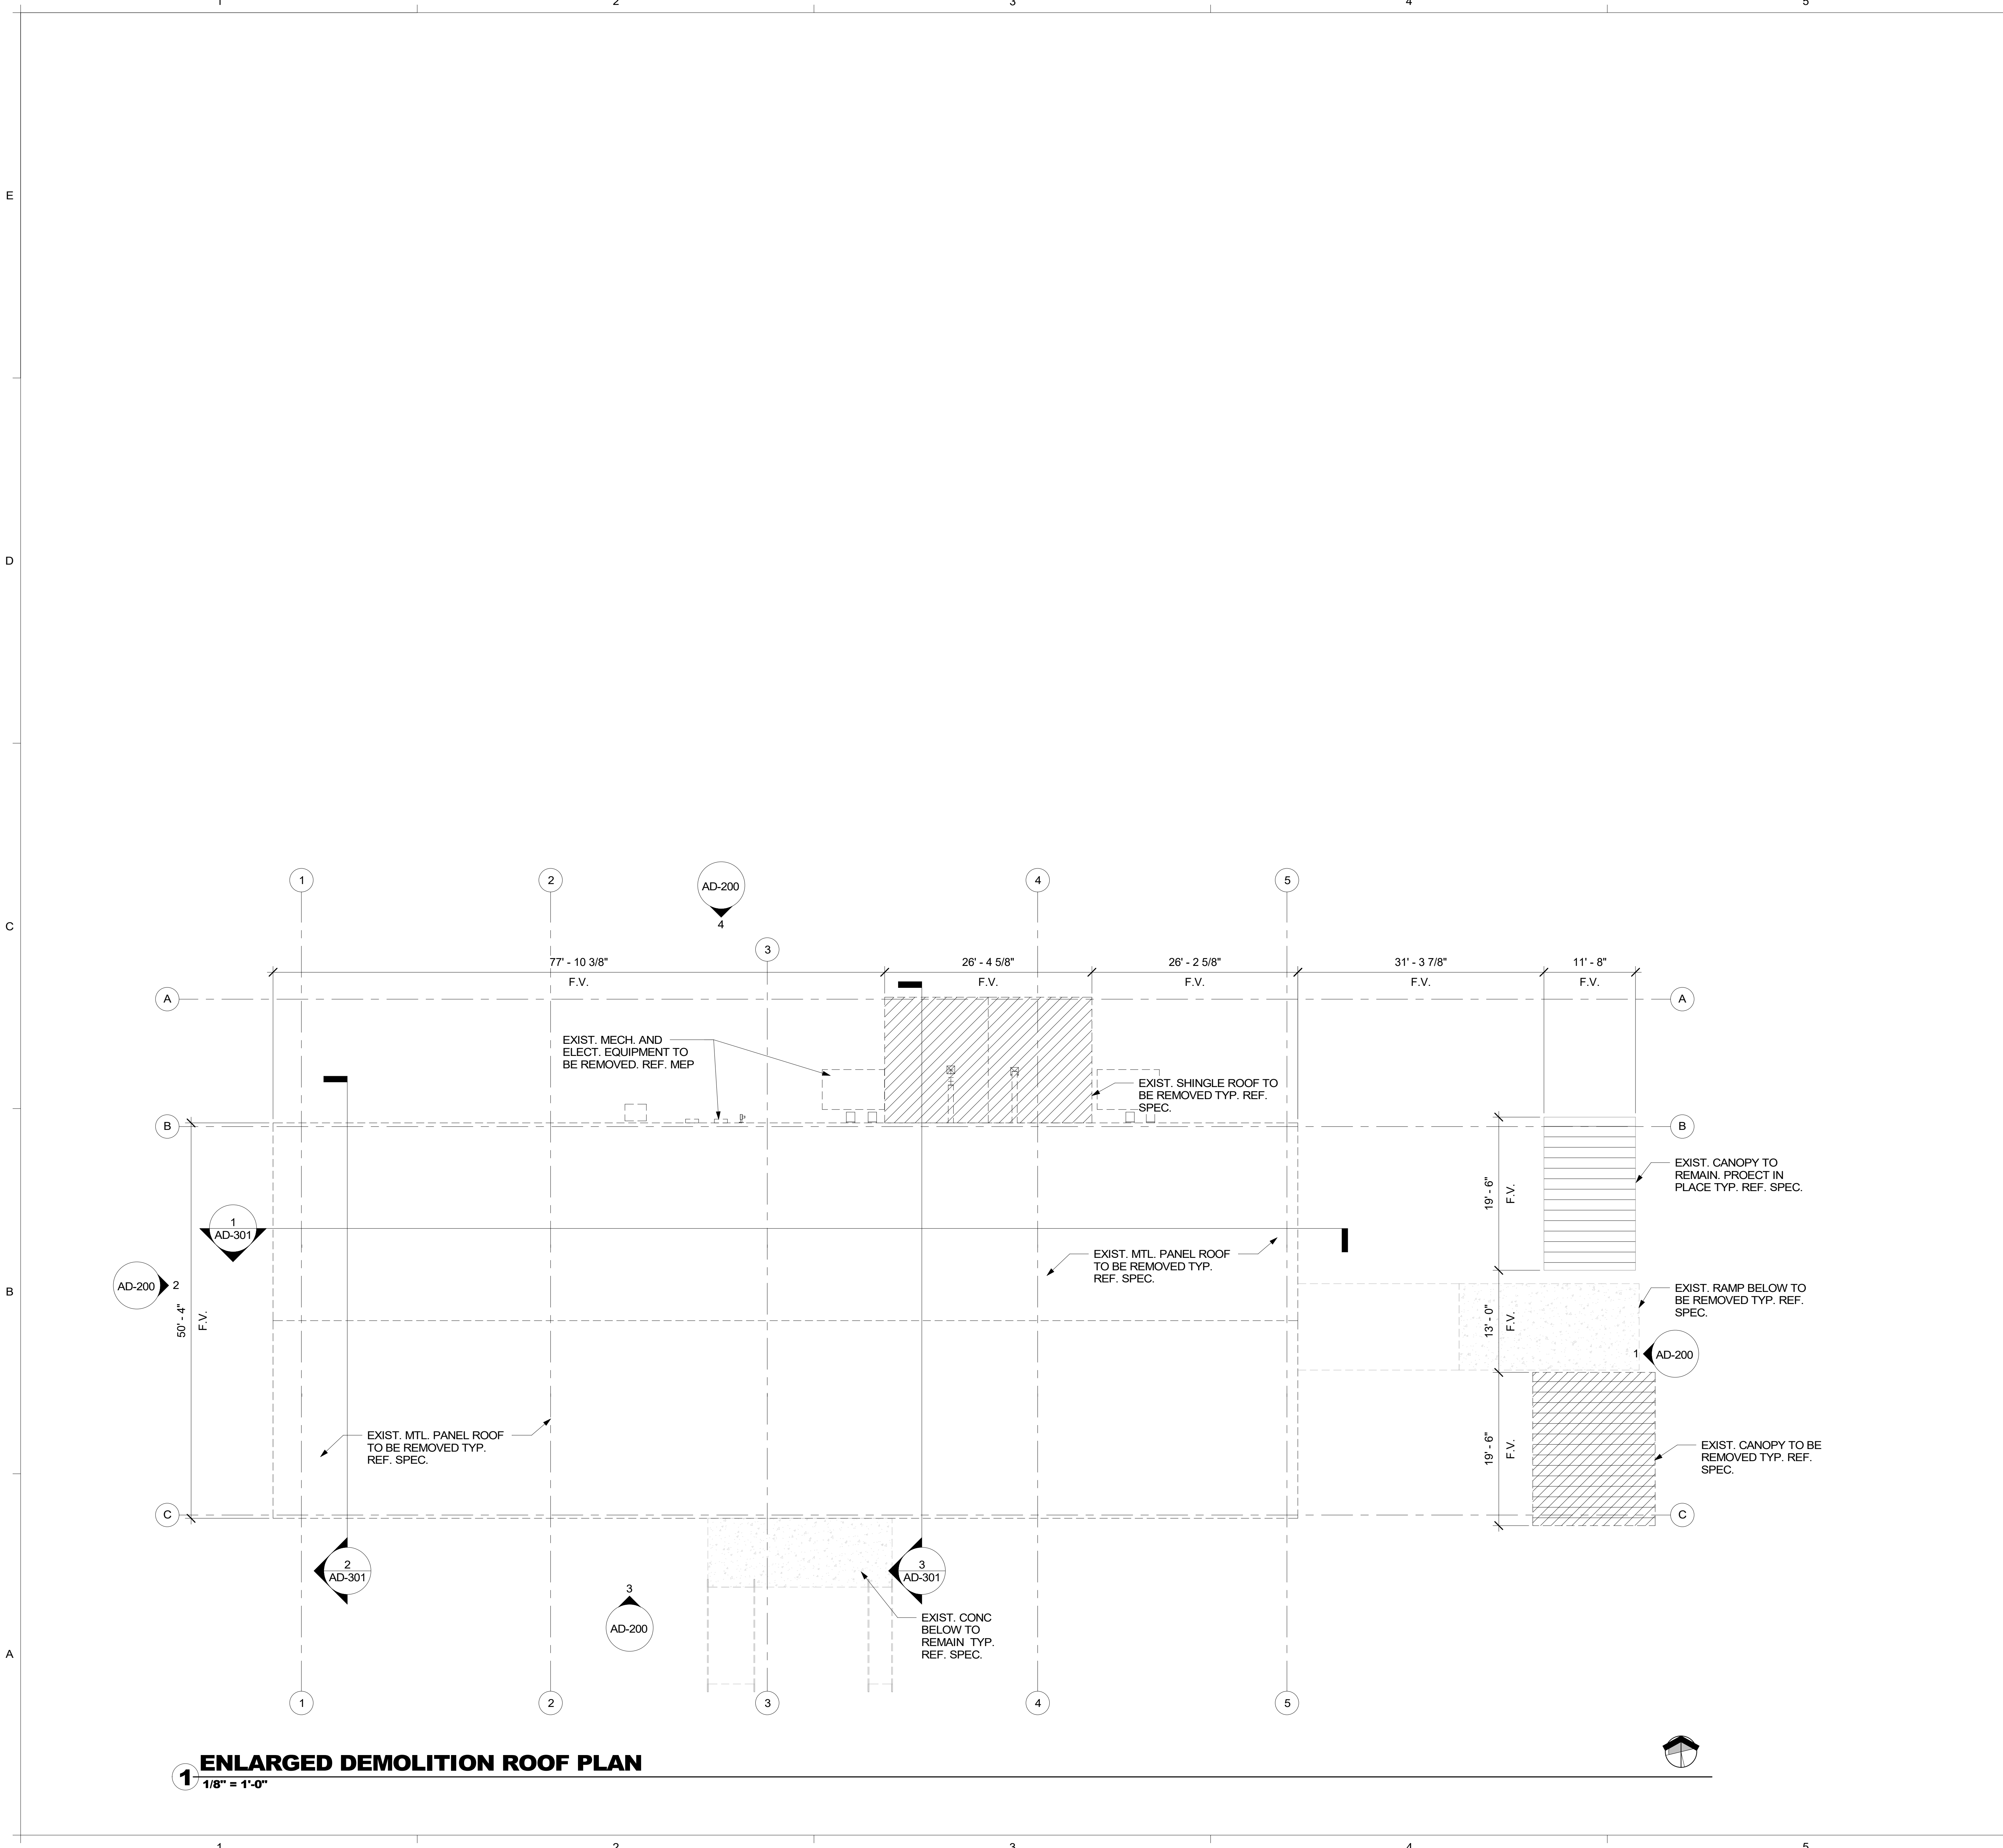 1 2 3 4 5
E
D
C
B
A
1 2 4 5
AD-200
4
3
77' - 10 3/8" 26' - 4 5/8" 26' - 2 5/8" 31' - 3 7/8" 11' - 8"
F.V. F.V. F.V. F.V. F.V.
A A
EXIST. MECH. AND
ELECT. EQUIPMENT TO
BE REMOVED. REF. MEP
EXIST. SHINGLE ROOF TO
BE REMOVED TYP. REF.
SPEC.
B B
EXIST. CANOPY TO
REMAIN. PROECT IN
PLACE TYP. REF. SPEC.
19' - 6"
F.V.
1
AD-301
EXIST. MTL. PANEL ROOF
TO BE REMOVED TYP.
REF. SPEC.
AD-200 2
50' - 4"
F.V.
EXIST. RAMP BELOW TO
BE REMOVED TYP. REF.
SPEC.
13' - 0"
F.V.
1 AD-200
EXIST. MTL. PANEL ROOF
TO BE REMOVED TYP.
REF. SPEC.
19' - 6"
F.V.
EXIST. CANOPY TO BE
REMOVED TYP. REF.
SPEC.
C C
2
AD-301
3
AD-301
3
AD-200
EXIST. CONC
BELOW TO
REMAIN TYP.
REF. SPEC.
1 2 3 4 5
1 ENLARGED DEMOLITION ROOF PLAN
1/8" = 1'-0"
1 2 3 4 5